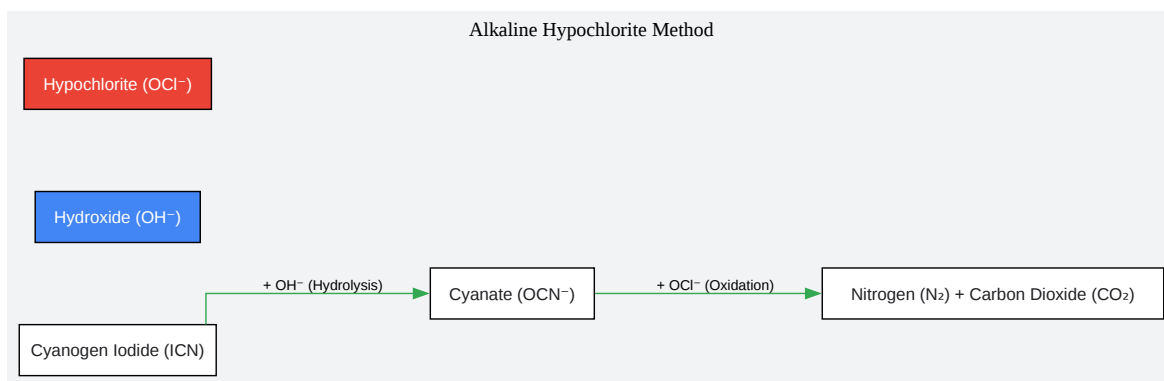 Alkaline Hypochlorite Method
Hypochlorite (OCl⁻)
Hydroxide (OH⁻)
+ OH⁻ (Hydrolysis)
+ OCl⁻ (Oxidation)
Cyanate (OCN⁻)
Nitrogen (N₂) + Carbon Dioxide (CO₂)
Cyanogen Iodide (ICN)